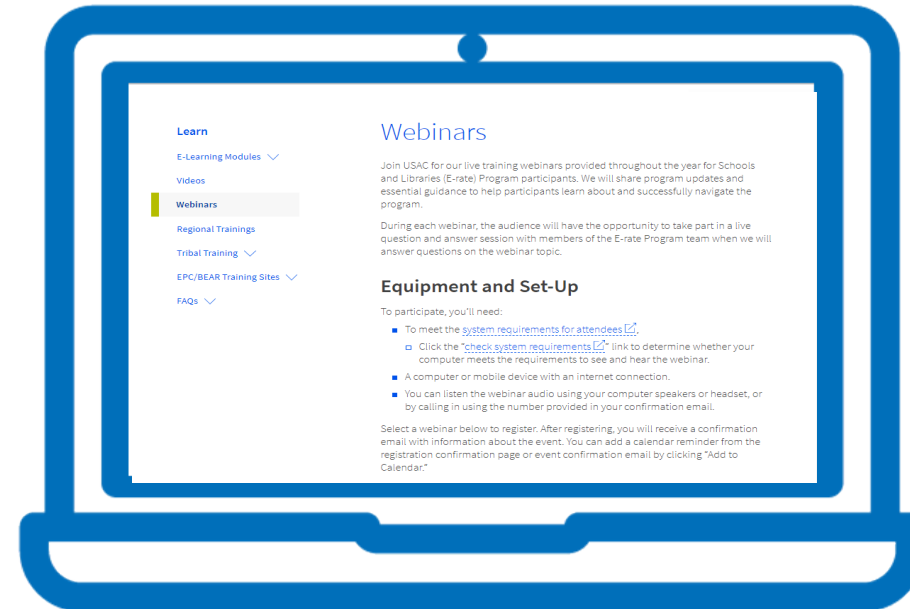 Learn
E-Learning Modules
Videos
Webinars
Regional Trainings
Tribal Training
EPC/BEAR Training Sites
FAQs
Webinars
Join USAC for our live training webinars provided throughout the year for Schools
and Libraries (E-rate) Program participants. We will share program updates and
essential guidance to help participants learn about and successfully navigate the
program.
During each webinar, the audience will have the opportunity to take part in a live
question and answer session with members of the E-rate Program team when we will
answer questions on the webinar topic.
Equipment and Set-Up
To participate, you'll need:
To meet the system requirements for attendees.
Click the "check system requirements" link to determine whether your
computer meets the requirements to see and hear the webinar.
A computer or mobile device with an internet connection.
You can listen the webinar audio using your computer speakers or headset, or
by calling in using the number provided in your confirmation email.
Select a webinar below to register. After registering, you will receive a confirmation
email with information about the event. You can add a calendar reminder from the
registration confirmation page or event confirmation email by clicking "Add to
Calendar."